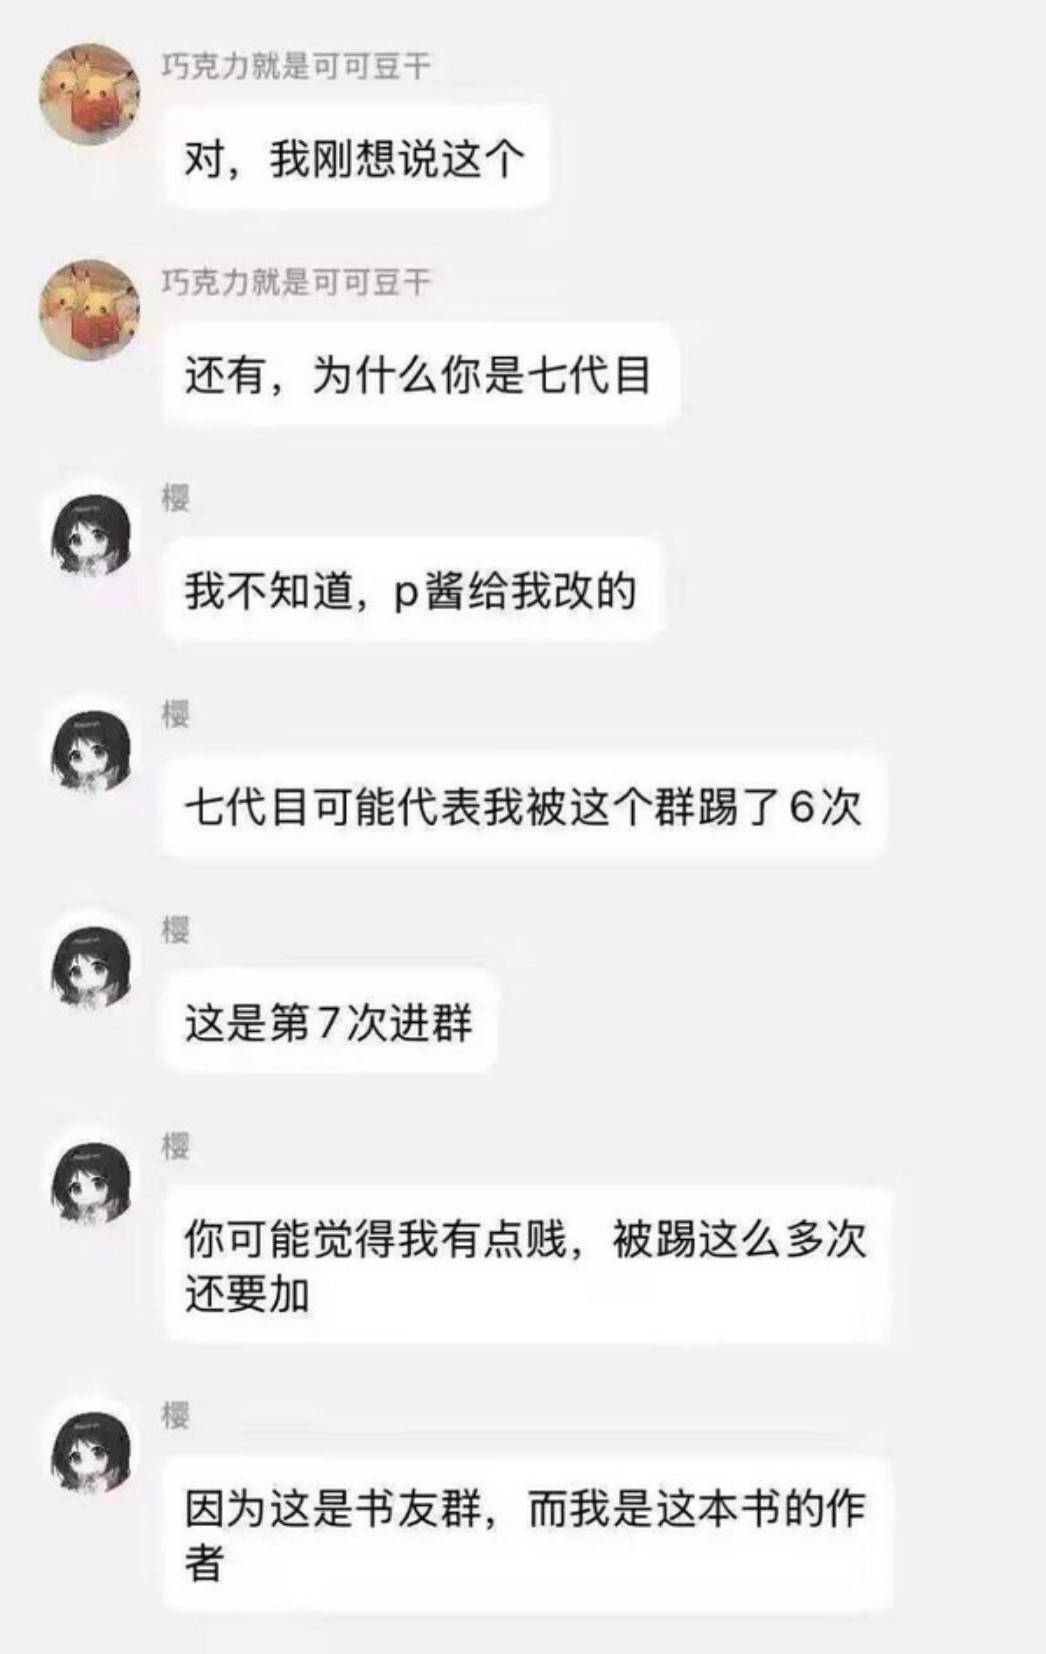 巧克力就是可可豆干
对，我刚想说这个
巧克力就是可可豆干
还有，为什么你是七代目
樱
我不知道，p酱给我改的
樱
七代目可能代表我被这个群踢了6次
樱
这是第7次进群
樱
你可能觉得我有点贱，被踢这么多次
还要加
樱
因为这是书友群，而我是这本书的作
者